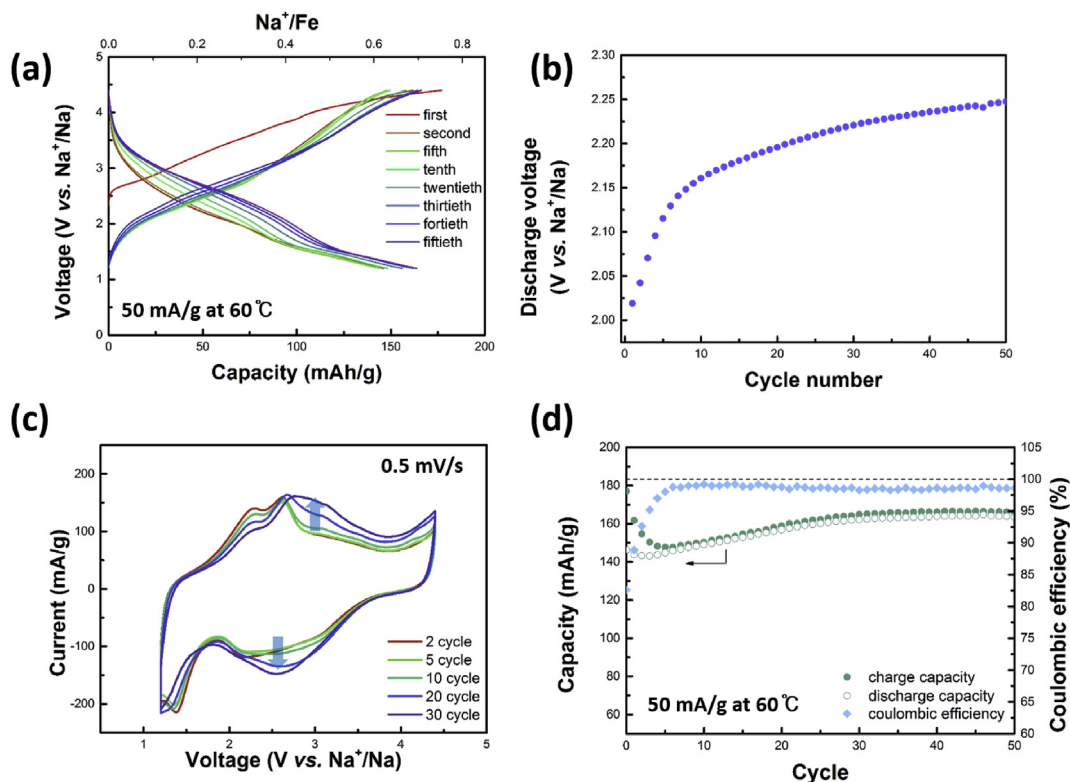 Na⁺/Fe
0.0 0.2 0.4 0.6 0.8
(a)
5
4
3
2
1
0
Voltage (V vs. Na⁺/Na)
first
second
fifth
tenth
twentieth
thirtieth
fortieth
fiftieth
50 mA/g at 60℃
0 50 100 150 200
Capacity (mAh/g)
(b)
2.30
2.25
2.20
2.15
2.10
2.05
2.00
Discharge voltage
(V vs. Na⁺/Na)
0 10 20 30 40 50
Cycle number
(c)
0.5 mV/s
200
100
0
-100
-200
Current (mA/g)
2 cycle
5 cycle
10 cycle
20 cycle
30 cycle
1 2 3 4 5
Voltage (V vs. Na⁺/Na)
(d)
200
180
160
140
120
100
80
60
Capacity (mAh/g)
105
100
95
90
85
80
75
70
65
60
Coulombic efficiency (%)
charge capacity
discharge capacity
coulombic efficiency
50 mA/g at 60℃
0 10 20 30 40 50
Cycle